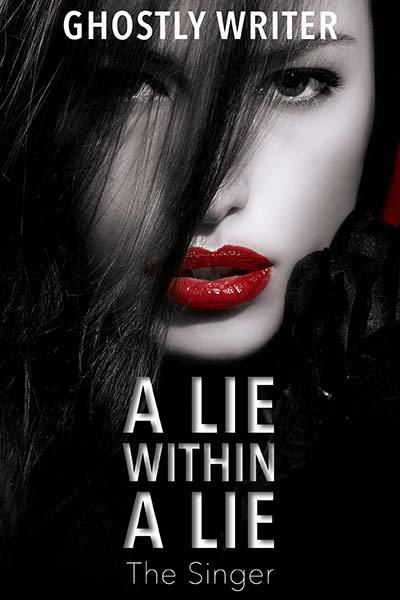 GHOSTLY WRITER
A LIE
WITHIN
A LIE
The Singer